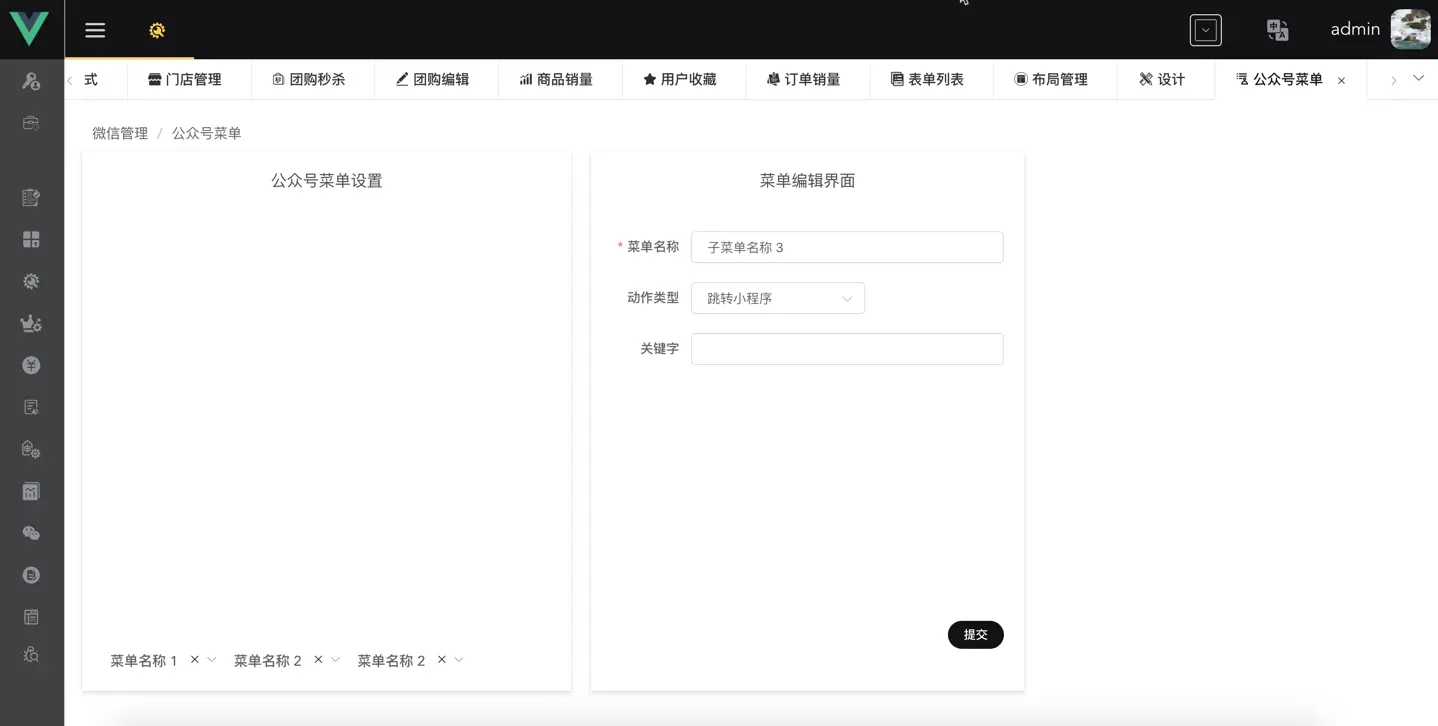 admin
式 门店管理 团购秒杀 团购编辑 商品销量 用户收藏 订单销量 表单列表 布局管理 设计 公众号菜单
微信管理 / 公众号菜单
公众号菜单设置
菜单名称 1 菜单名称 2 菜单名称 2
菜单编辑界面
* 菜单名称 子菜单名称 3
动作类型 跳转小程序
关键字
提交